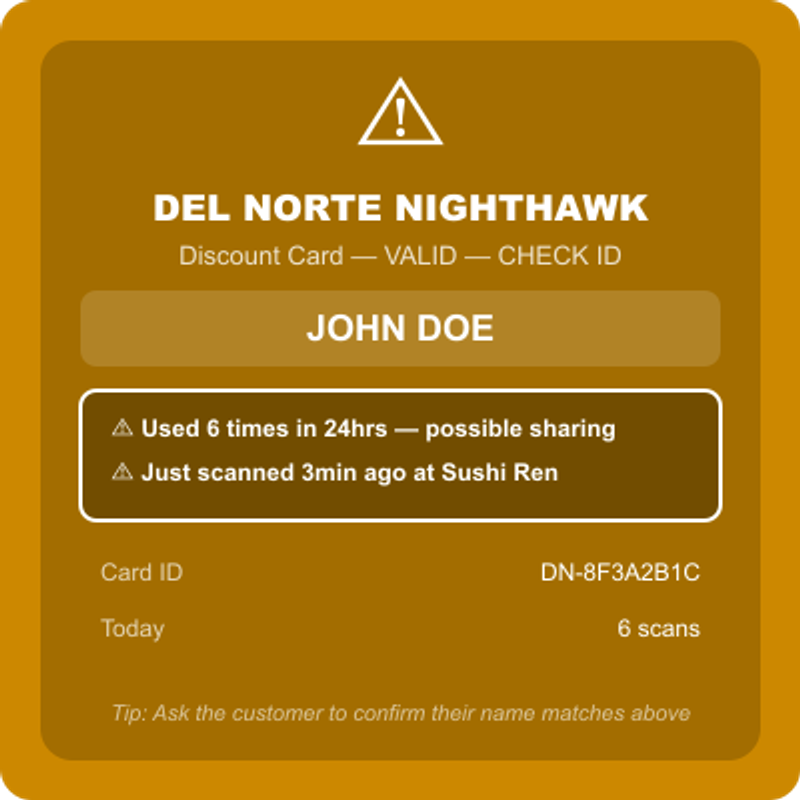 DEL NORTE NIGHTHAWK
Discount Card — VALID — CHECK ID
JOHN DOE
⚠ Used 6 times in 24hrs — possible sharing
⚠ Just scanned 3min ago at Sushi Ren
Card ID DN-8F3A2B1C
Today 6 scans
Tip: Ask the customer to confirm their name matches above